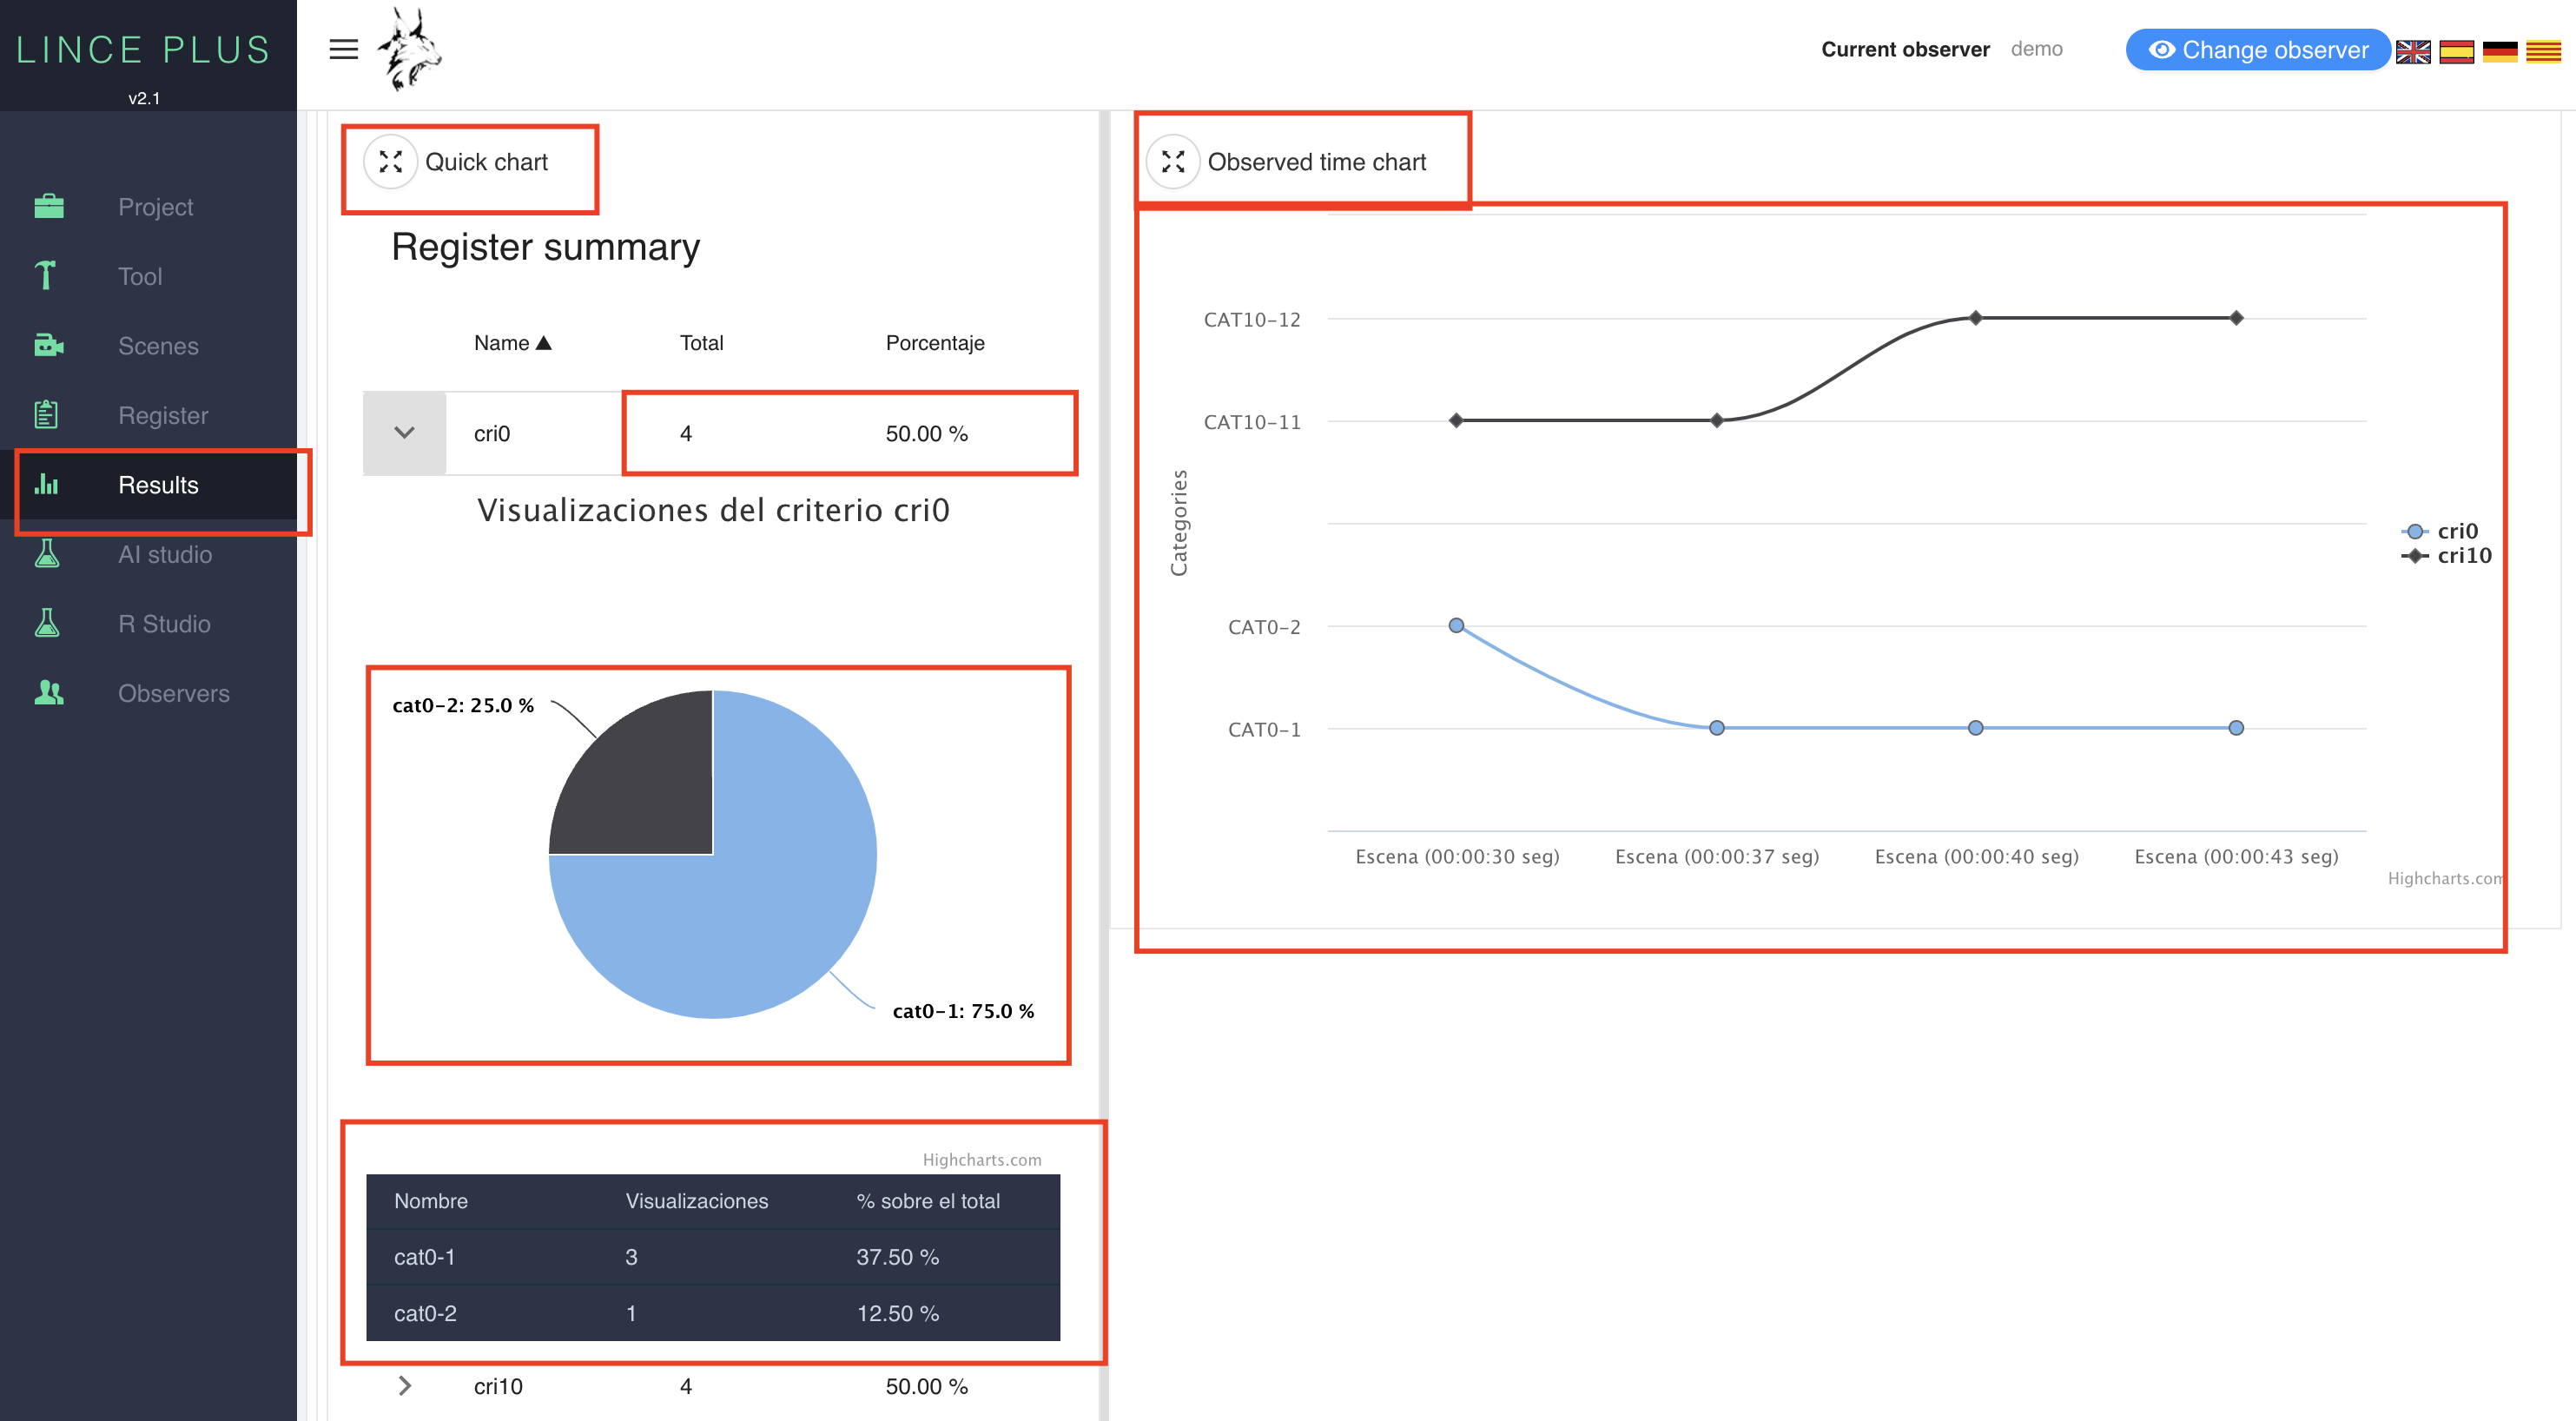 LINCE PLUS
v2.1
Current observer demo
Change observer
Project
Tool
Scenes
Register
Results
AI studio
R Studio
Observers
Quick chart
Register summary
Name ▲ Total Porcentaje
cri0 4 50.00 %
Visualizaciones del criterio cri0
cat0-2: 25.0 %
cat0-1: 75.0 %
Highcharts.com
Nombre Visualizaciones % sobre el total
cat0-1 3 37.50 %
cat0-2 1 12.50 %
cri10 4 50.00 %
Observed time chart
Categories
CAT10-12
CAT10-11
CAT0-2
CAT0-1
Escena (00:00:30 seg) Escena (00:00:37 seg) Escena (00:00:40 seg) Escena (00:00:43 seg)
cri0
cri10
Highcharts.com